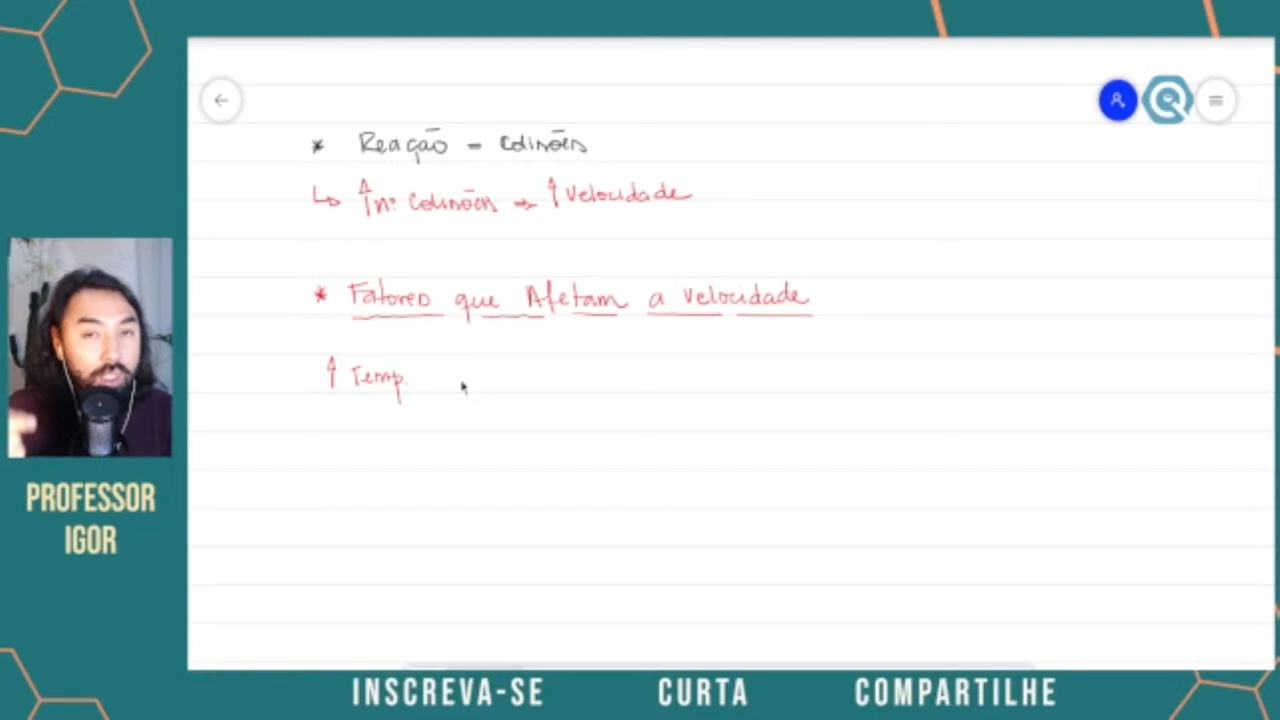 * Reação = Colisões
↳ ↑ nº Colisões → ↑ Velocidade
* Fatores que Afetam a Velocidade
↑ Temp.
PROFESSOR
IGOR
INSCREVA-SE CURTA COMPARTILHE